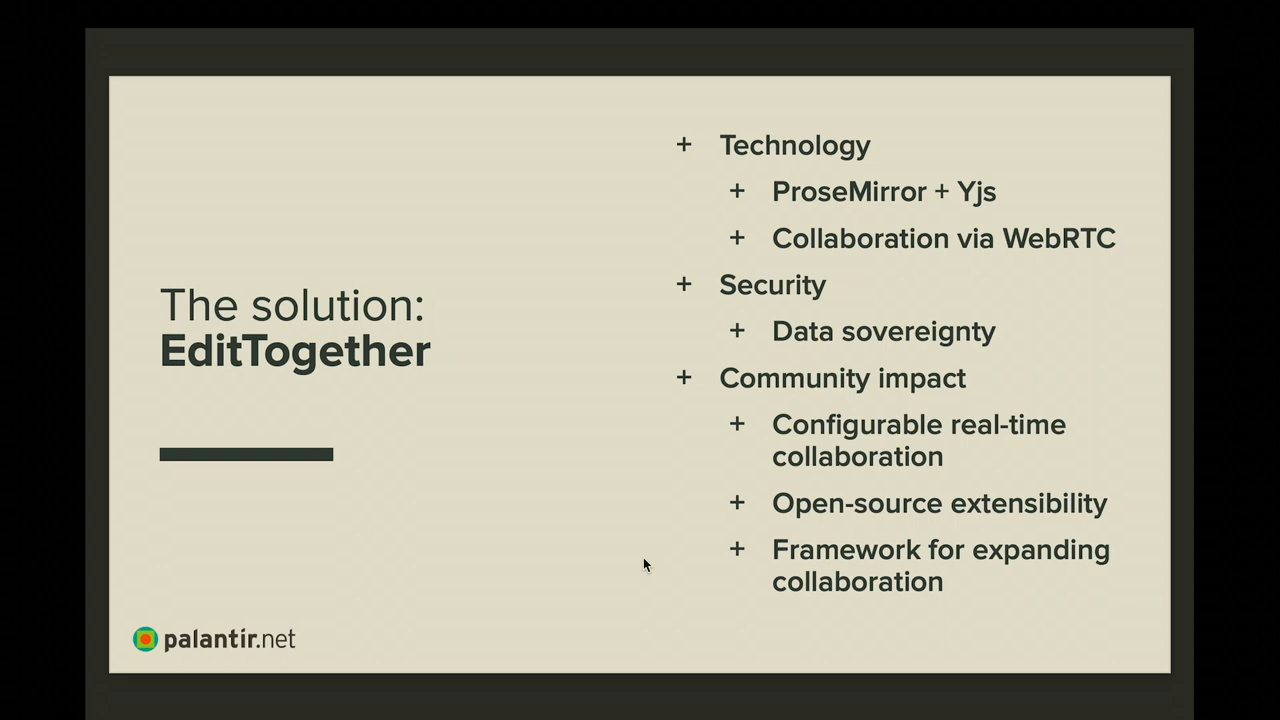 The solution:
EditTogether
+ Technology
+ ProseMirror + Yjs
+ Collaboration via WebRTC
+ Security
+ Data sovereignty
+ Community impact
+ Configurable real-time
collaboration
+ Open-source extensibility
+ Framework for expanding
collaboration
palantir.net